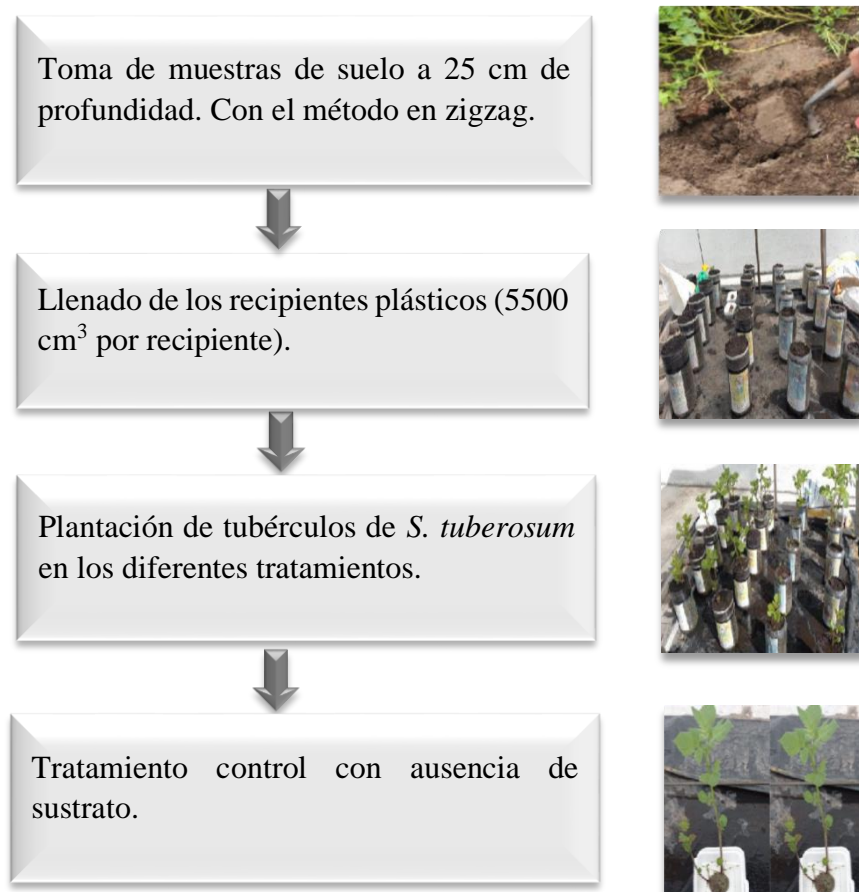 Toma de muestras de suelo a 25 cm de
profundidad. Con el método en zigzag.
Llenado de los recipientes plásticos (5500
cm³ por recipiente).
Plantación de tubérculos de S. tuberosum
en los diferentes tratamientos.
Tratamiento control con ausencia de
sustrato.